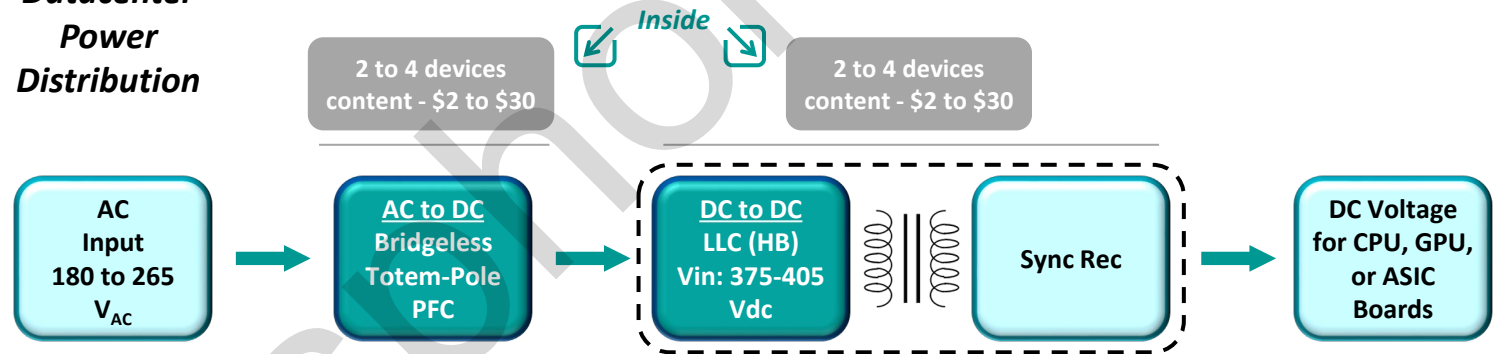 Datacenter
Power
Distribution
Inside
2 to 4 devices
content - $2 to $30
2 to 4 devices
content - $2 to $30
AC
Input
180 to 265
VAC
AC to DC
Bridgeless
Totem-Pole
PFC
DC to DC
LLC (HB)
Vin: 375-405
Vdc
Sync Rec
DC Voltage
for CPU, GPU,
or ASIC
Boards